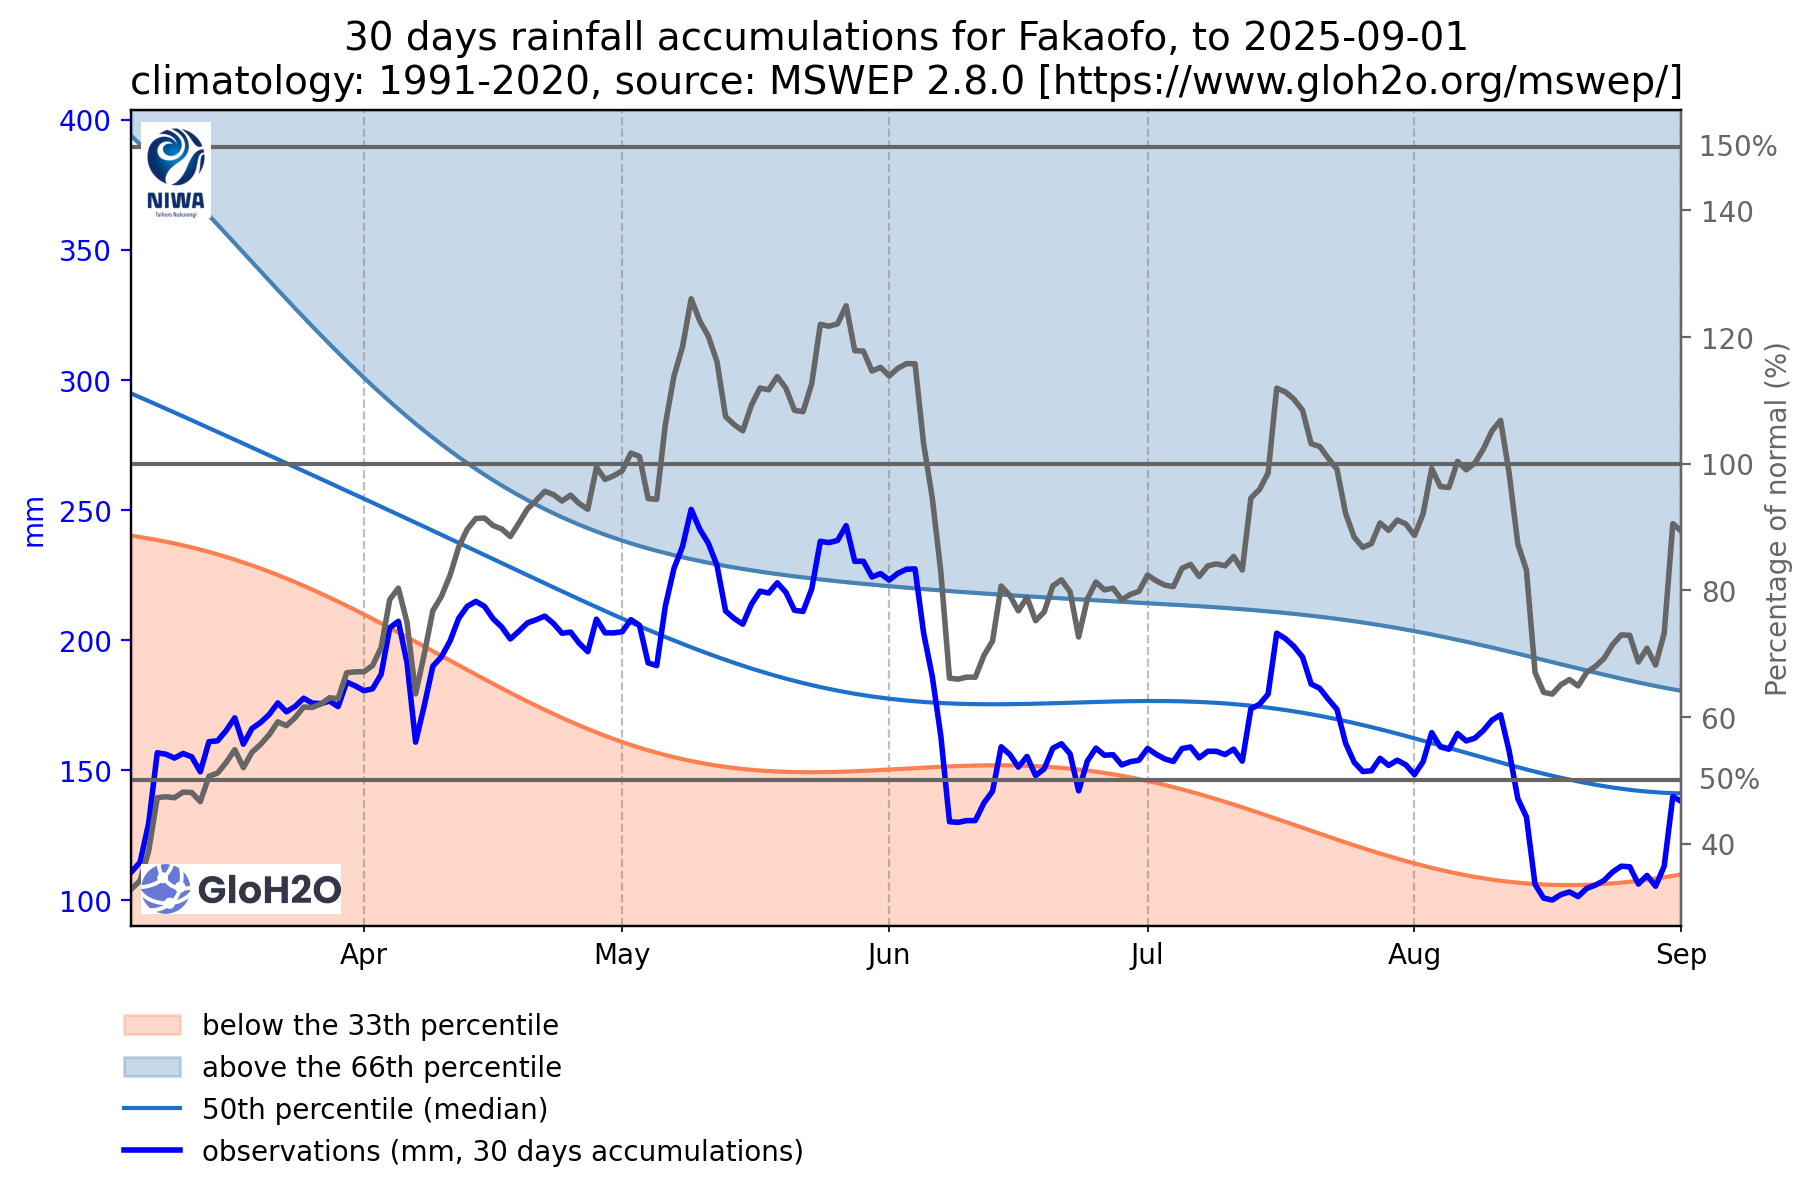 30 days rainfall accumulations for Fakaofo, to 2025-09-01
climatology: 1991-2020, source: MSWEP 2.8.0 [https://www.gloh2o.org/mswep/]
400
350
300
250
200
150
100
mm
150%
140
120
100
80
60
50%
40
Percentage of normal (%)
NIWA
Taihoro Nukurangi
GloH2O
Apr
May
Jun
Jul
Aug
Sep
below the 33th percentile
above the 66th percentile
50th percentile (median)
observations (mm, 30 days accumulations)